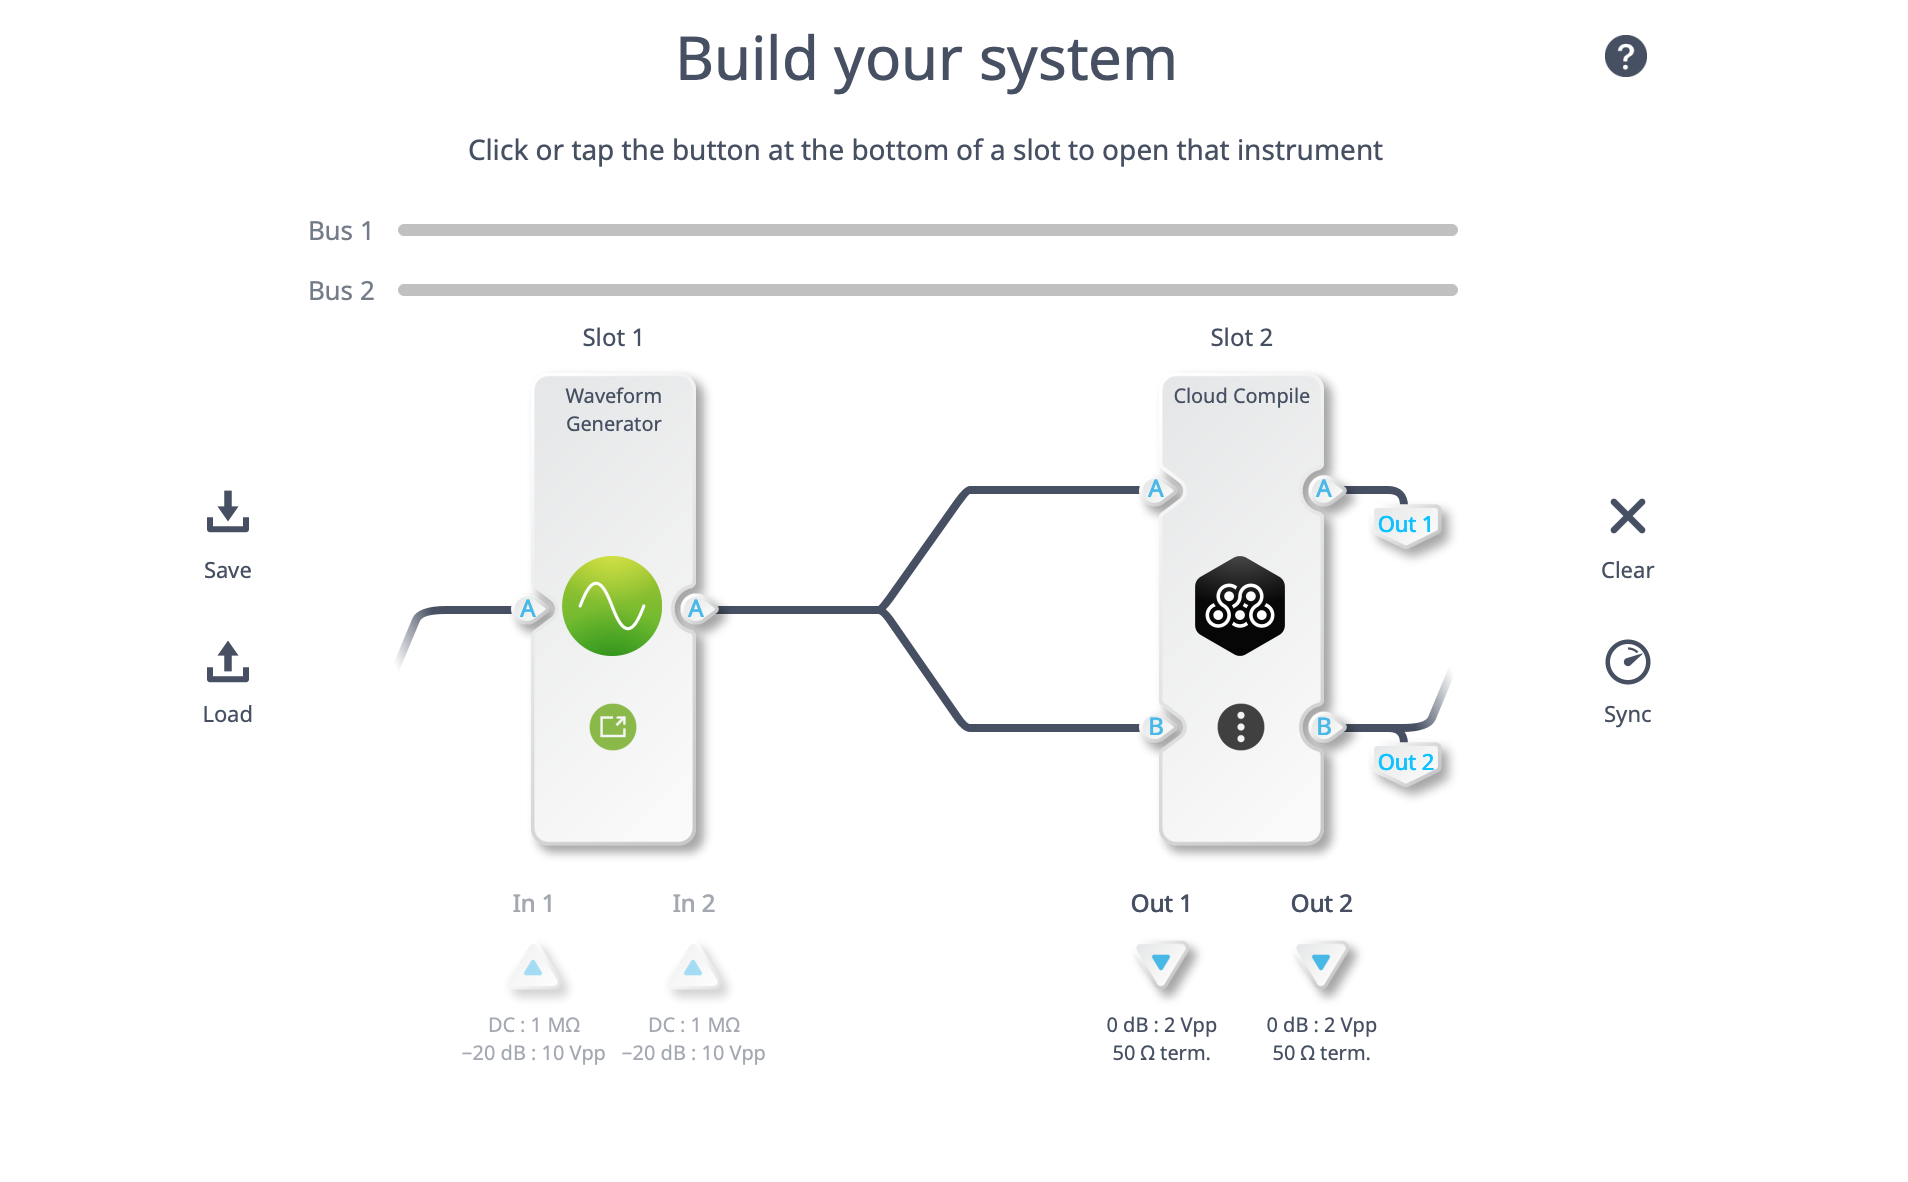 Build your system
?
Click or tap the button at the bottom of a slot to open that instrument
Bus 1
Bus 2
Slot 1
Slot 2
Waveform
Generator
Cloud Compile
A
A
A
A
Out 1
B
B
Out 2
Save
Load
Clear
Sync
In 1
In 2
Out 1
Out 2
DC : 1 MΩ
−20 dB : 10 Vpp
DC : 1 MΩ
−20 dB : 10 Vpp
0 dB : 2 Vpp
50 Ω term.
0 dB : 2 Vpp
50 Ω term.